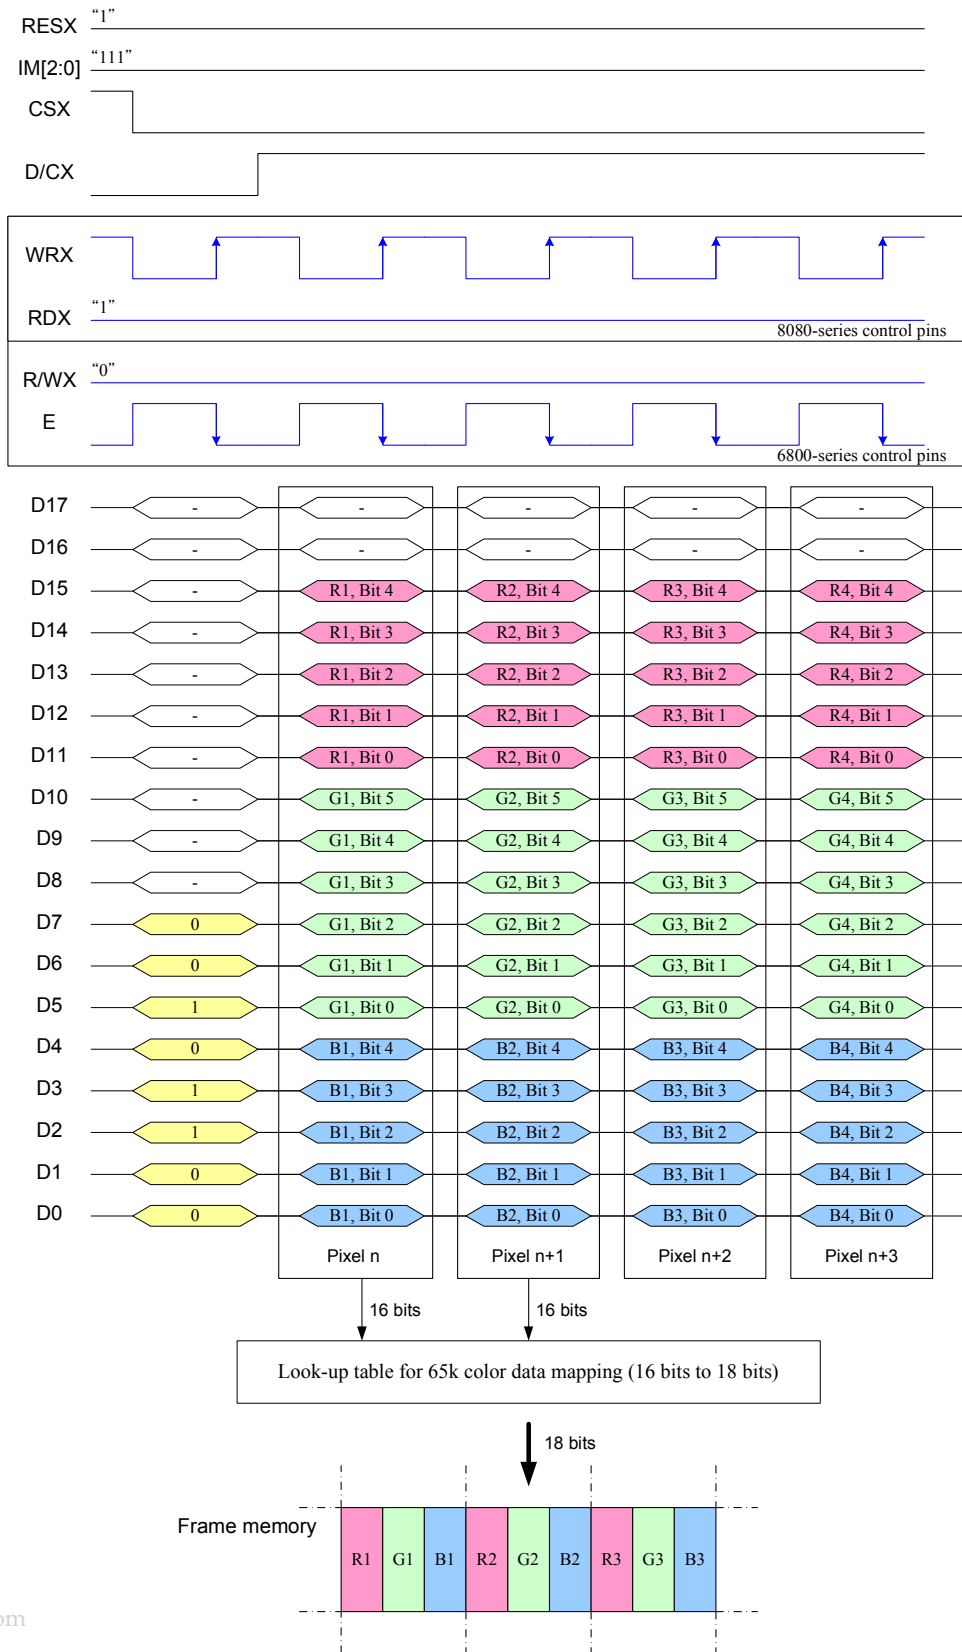 RESX “1”
IM[2:0] “111”
CSX
D/CX
WRX
RDX “1”
8080-series control pins
R/WX “0”
E
6800-series control pins
D17 - - - - -
D16 - - - - -
D15 - R1, Bit 4 R2, Bit 4 R3, Bit 4 R4, Bit 4
D14 - R1, Bit 3 R2, Bit 3 R3, Bit 3 R4, Bit 3
D13 - R1, Bit 2 R2, Bit 2 R3, Bit 2 R4, Bit 2
D12 - R1, Bit 1 R2, Bit 1 R3, Bit 1 R4, Bit 1
D11 - R1, Bit 0 R2, Bit 0 R3, Bit 0 R4, Bit 0
D10 - G1, Bit 5 G2, Bit 5 G3, Bit 5 G4, Bit 5
D9 - G1, Bit 4 G2, Bit 4 G3, Bit 4 G4, Bit 4
D8 - G1, Bit 3 G2, Bit 3 G3, Bit 3 G4, Bit 3
D7 0 G1, Bit 2 G2, Bit 2 G3, Bit 2 G4, Bit 2
D6 0 G1, Bit 1 G2, Bit 1 G3, Bit 1 G4, Bit 1
D5 1 G1, Bit 0 G2, Bit 0 G3, Bit 0 G4, Bit 0
D4 0 B1, Bit 4 B2, Bit 4 B3, Bit 4 B4, Bit 4
D3 1 B1, Bit 3 B2, Bit 3 B3, Bit 3 B4, Bit 3
D2 1 B1, Bit 2 B2, Bit 2 B3, Bit 2 B4, Bit 2
D1 0 B1, Bit 1 B2, Bit 1 B3, Bit 1 B4, Bit 1
D0 0 B1, Bit 0 B2, Bit 0 B3, Bit 0 B4, Bit 0
Pixel n Pixel n+1 Pixel n+2 Pixel n+3
16 bits 16 bits
Look-up table for 65k color data mapping (16 bits to 18 bits)
18 bits
Frame memory
R1 G1 B1 R2 G2 B2 R3 G3 B3